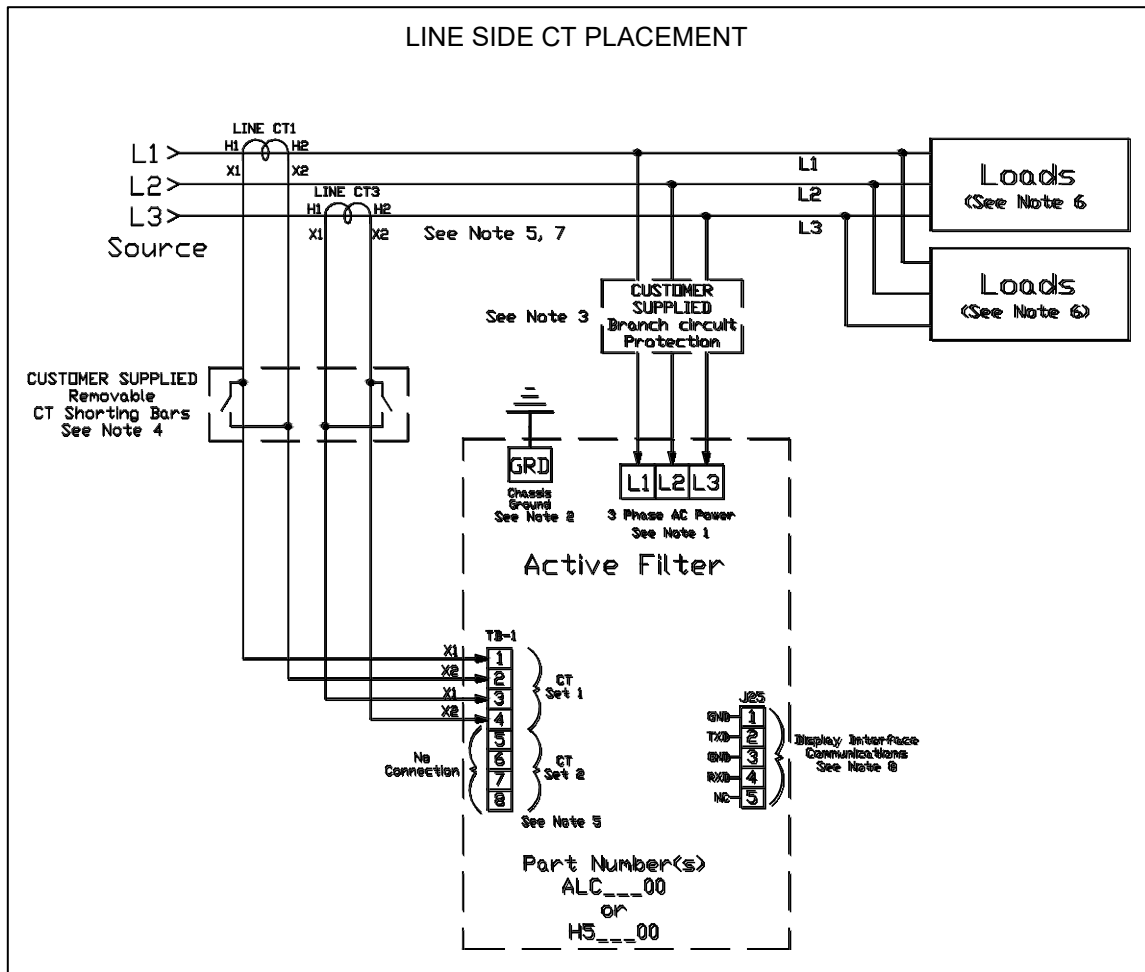 LINE SIDE CT PLACEMENT
LINE CT1
H1 H2
X1 X2
L1
L2
L3
Source
LINE CT3
H1 H2
X1 X2
See Note 5, 7
L1
L2
L3
Loads
(See Note 6
Loads
(See Note 6)
See Note 3
CUSTOMER
SUPPLIED
Branch circuit
Protection
CUSTOMER SUPPLIED
Removable
CT Shorting Bars
See Note 4
GRD
Chassis
Ground
See Note 2
L1 L2 L3
3 Phase AC Power
See Note 1
Active Filter
TB-1
X1 1
X2 2
X1 3
X2 4
5
6
7
8
CT
Set 1
No
Connection
CT
Set 2
See Note 5
J25
GND 1
TXD 2
GND 3
RXD 4
NC 5
Display Interface
Communications
See Note 8
Part Number(s)
ALC___00
or
H5___00